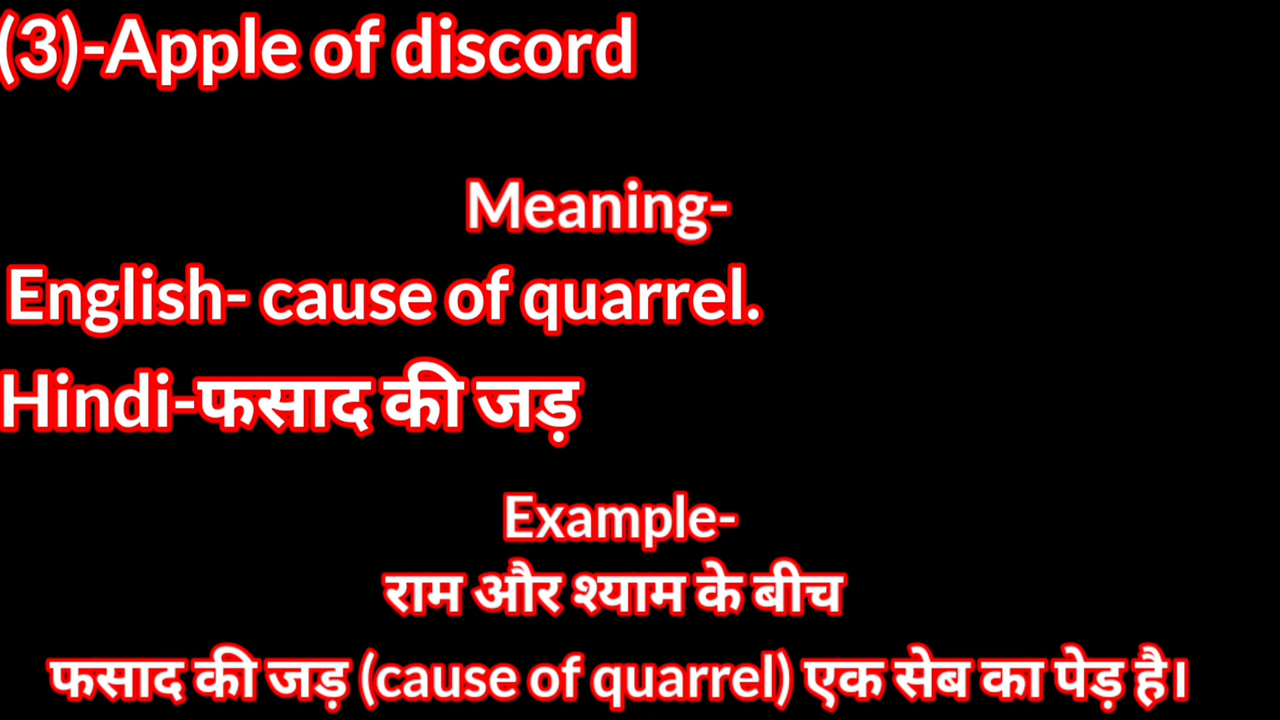 (3)-Apple of discord
Meaning-
English- cause of quarrel.
Hindi-फसाद की जड़
Example-
राम और श्याम के बीच
फसाद की जड़ (cause of quarrel) एक सेब का पेड़ है।